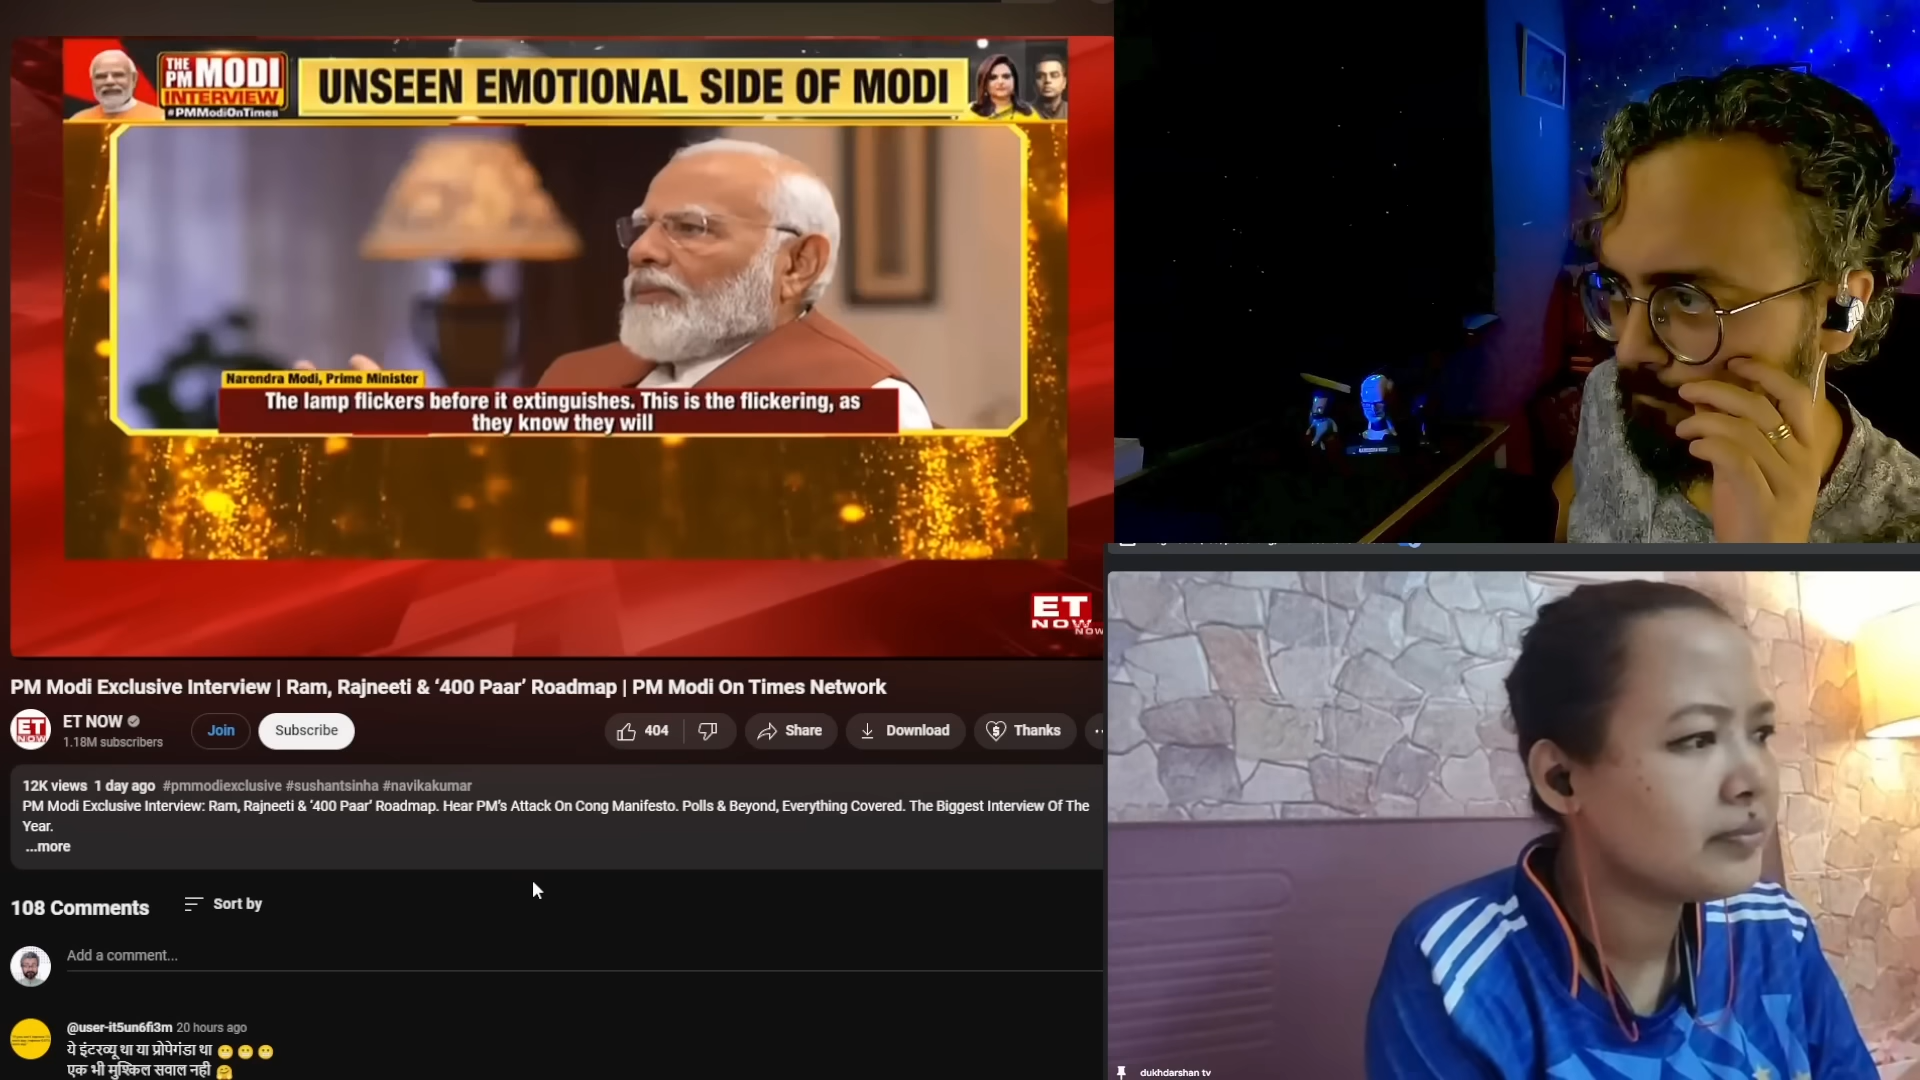 THE
PM MODI
INTERVIEW
#PMModiOnTimes
UNSEEN EMOTIONAL SIDE OF MODI
Narendra Modi, Prime Minister
The lamp flickers before it extinguishes. This is the flickering, as
they know they will
ET
NOW
NOW
PM Modi Exclusive Interview | Ram, Rajneeti & ‘400 Paar’ Roadmap | PM Modi On Times Network
ET
NOW
ET NOW
1.18M subscribers
Join
Subscribe
404
Share
Download
Thanks
12K views 1 day ago #pmmodiexclusive #sushantsinha #navikakumar
PM Modi Exclusive Interview: Ram, Rajneeti & ‘400 Paar’ Roadmap. Hear PM’s Attack On Cong Manifesto. Polls & Beyond, Everything Covered. The Biggest Interview Of The
Year.
...more
108 Comments
Sort by
Add a comment...
@user-it5un6fi3m 20 hours ago
ये इंटरव्यू था या प्रोपेगंडा था 😬 😬 😬
एक भी मुश्किल सवाल नही 🤗
dukhdarshan tv